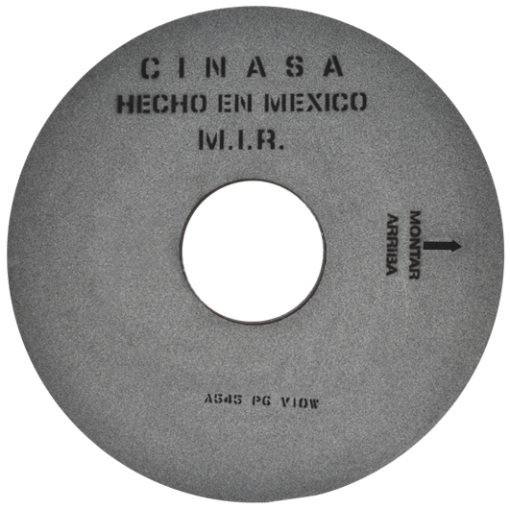 CINASA
HECHO EN MEXICO
M.I.R.
MONTAR
ARRIBA
A545 PG V10W